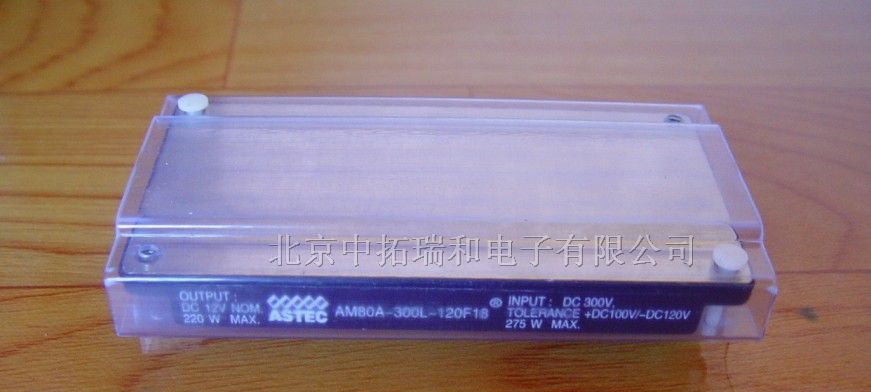 北京中拓瑞和电子有限公司
OUTPUT :
DC 12V NOM.
220 W MAX.
ASTEC
AM80A-300L-120F18 ®
INPUT : DC 300V,
TOLERANCE +DC100V/-DC120V
275 W MAX.